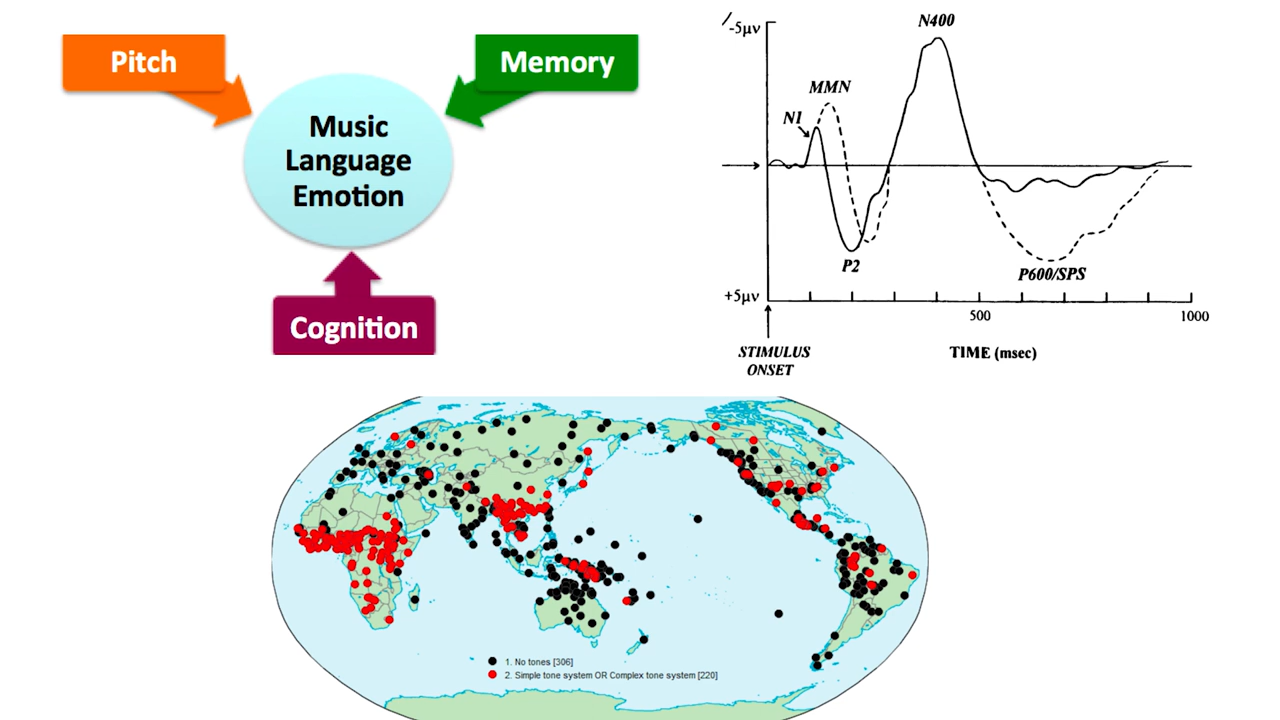 Pitch
Memory
Music
Language
Emotion
Cognition
-5μv
N400
MMN
N1
P2
P600/SPS
+5μv
500
1000
STIMULUS
ONSET
TIME (msec)
1. No tones [306]
2. Simple tone system OR Complex tone system [220]